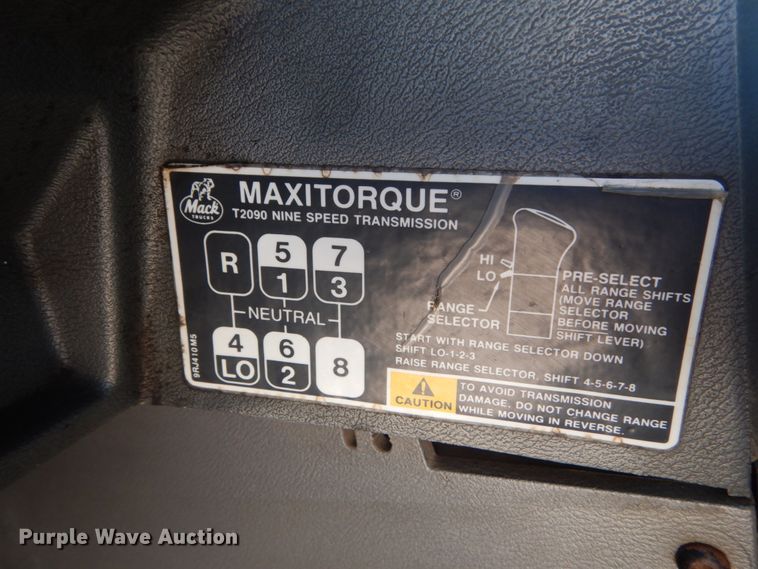 Mack
TRUCKS
MAXITORQUE®
T2090 NINE SPEED TRANSMISSION
R
5
1
7
3
NEUTRAL
4
LO
6
2
8
9RJ410M5
HI
LO
RANGE
SELECTOR
PRE-SELECT
ALL RANGE SHIFTS
(MOVE RANGE
SELECTOR
BEFORE MOVING
SHIFT LEVER)
START WITH RANGE SELECTOR DOWN
SHIFT LO-1-2-3
RAISE RANGE SELECTOR, SHIFT 4-5-6-7-8
CAUTION
TO AVOID TRANSMISSION
DAMAGE, DO NOT CHANGE RANGE
WHILE MOVING IN REVERSE.
Purple Wave Auction